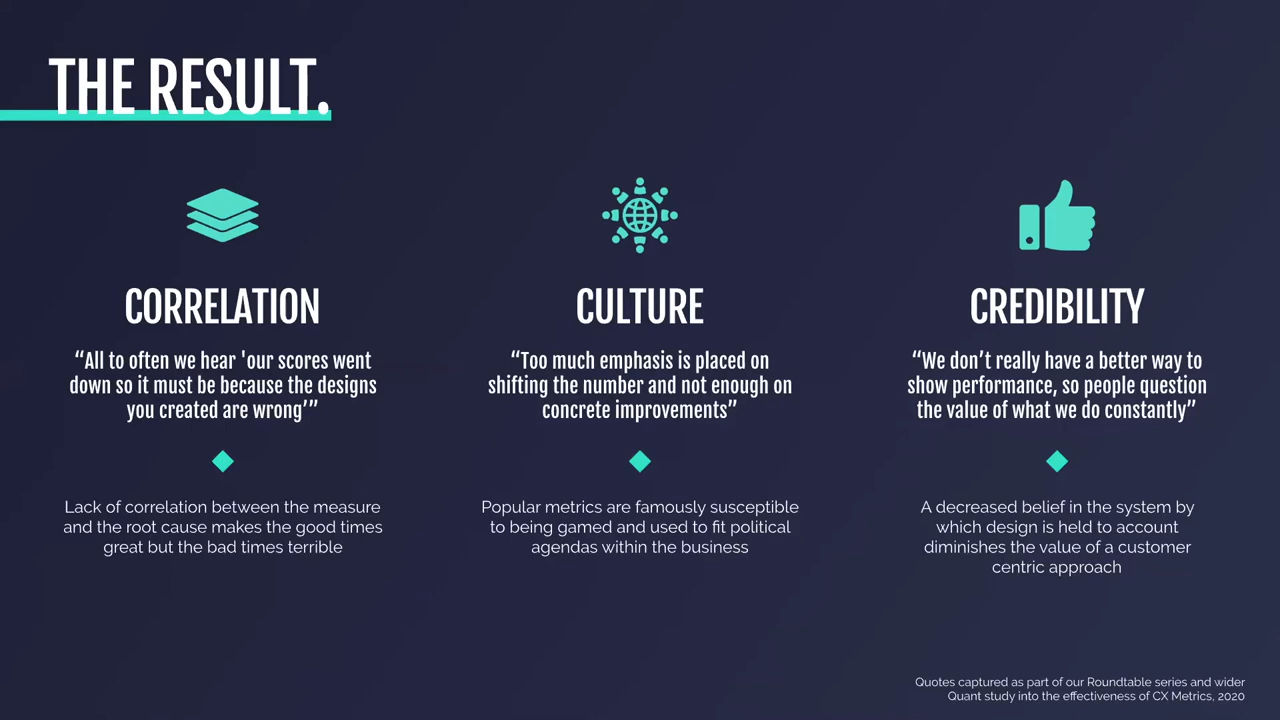 THE RESULT.
CORRELATION
“All to often we hear 'our scores went
down so it must be because the designs
you created are wrong’”
Lack of correlation between the measure
and the root cause makes the good times
great but the bad times terrible
CULTURE
“Too much emphasis is placed on
shifting the number and not enough on
concrete improvements”
Popular metrics are famously susceptible
to being gamed and used to fit political
agendas within the business
CREDIBILITY
“We don’t really have a better way to
show performance, so people question
the value of what we do constantly”
A decreased belief in the system by
which design is held to account
diminishes the value of a customer
centric approach
Quotes captured as part of our Roundtable series and wider
Quant study into the effectiveness of CX Metrics, 2020